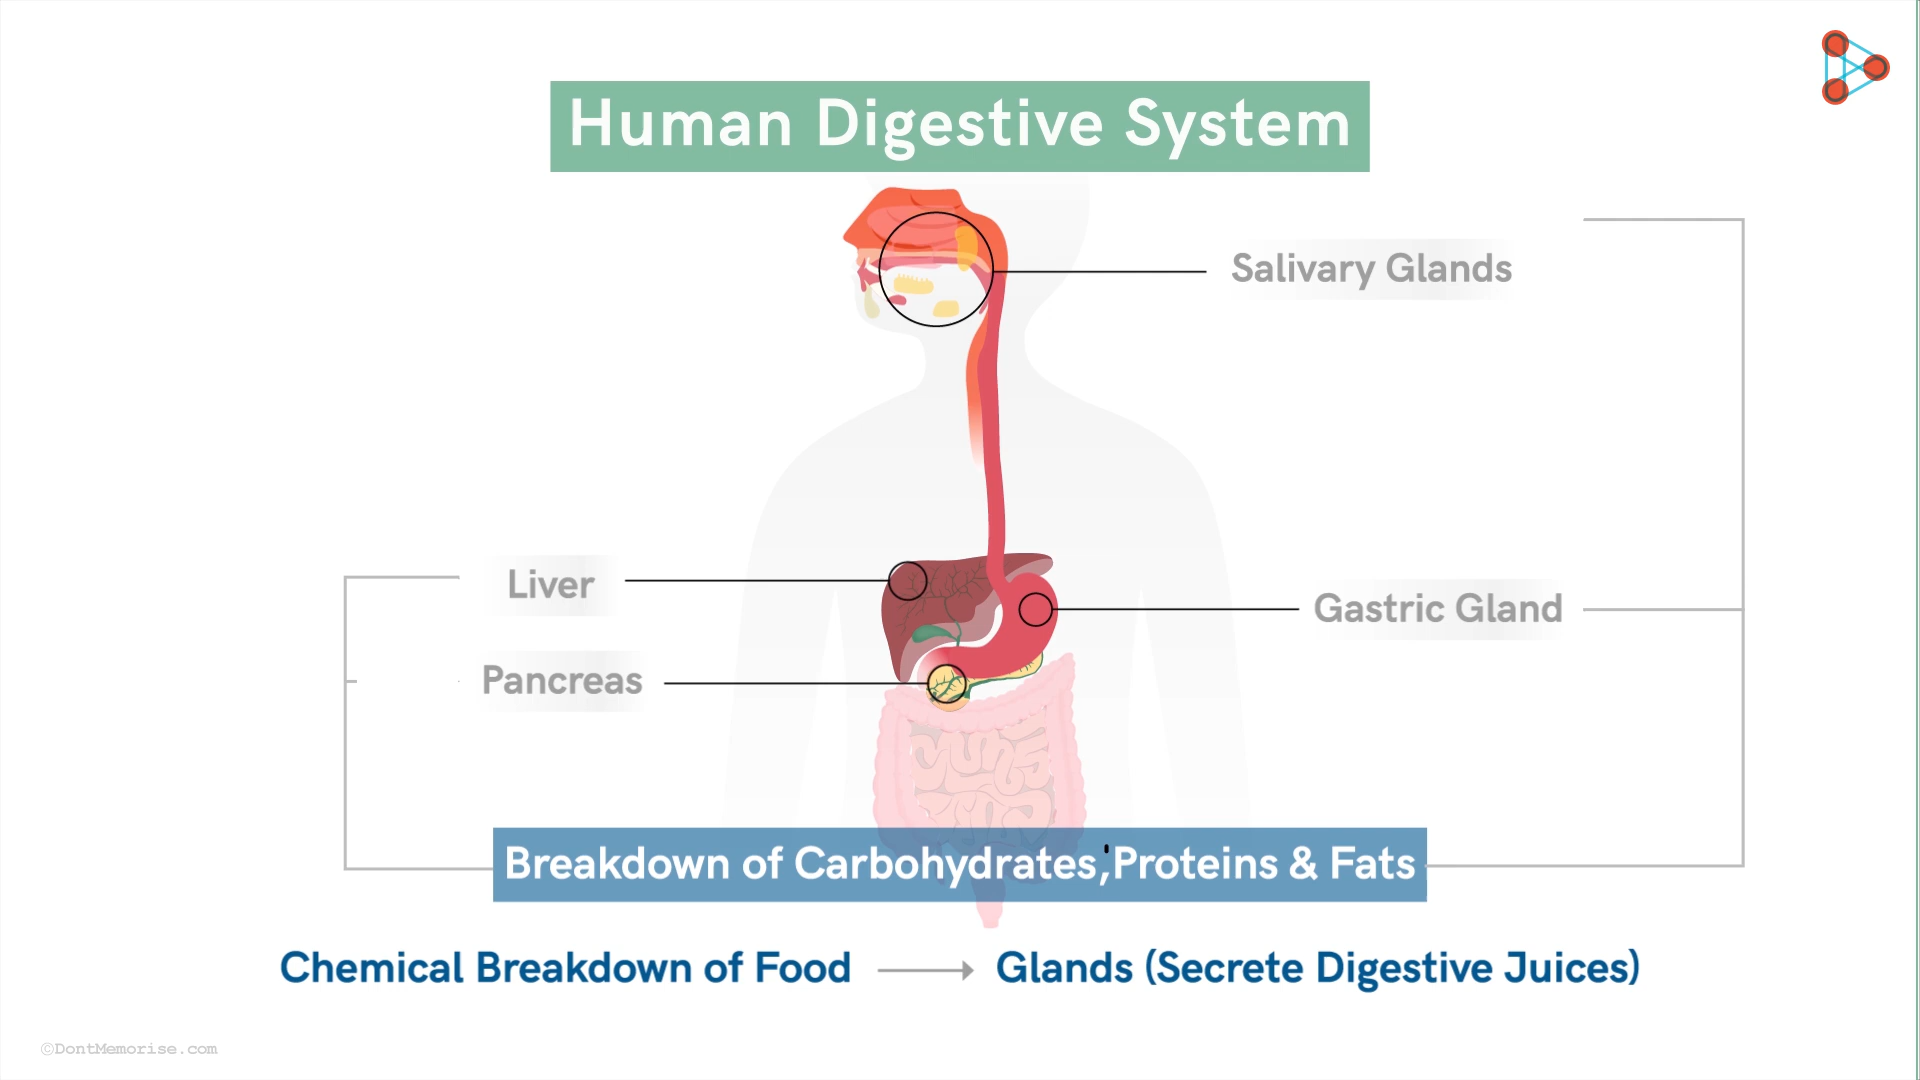 Human Digestive System
Salivary Glands
Liver
Gastric Gland
Pancreas
Breakdown of Carbohydrates, Proteins & Fats
Chemical Breakdown of Food → Glands (Secrete Digestive Juices)
©DontMemorise.com